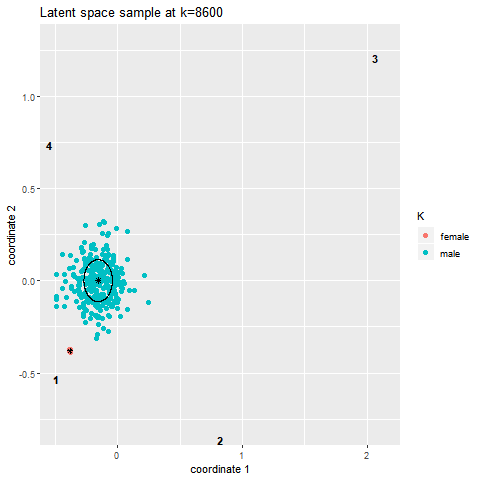 Latent space sample at k=8600
3
1.0
4
0.5
coordinate 2
0.0
K
female
male
-0.5
1
2
0
1
2
coordinate 1